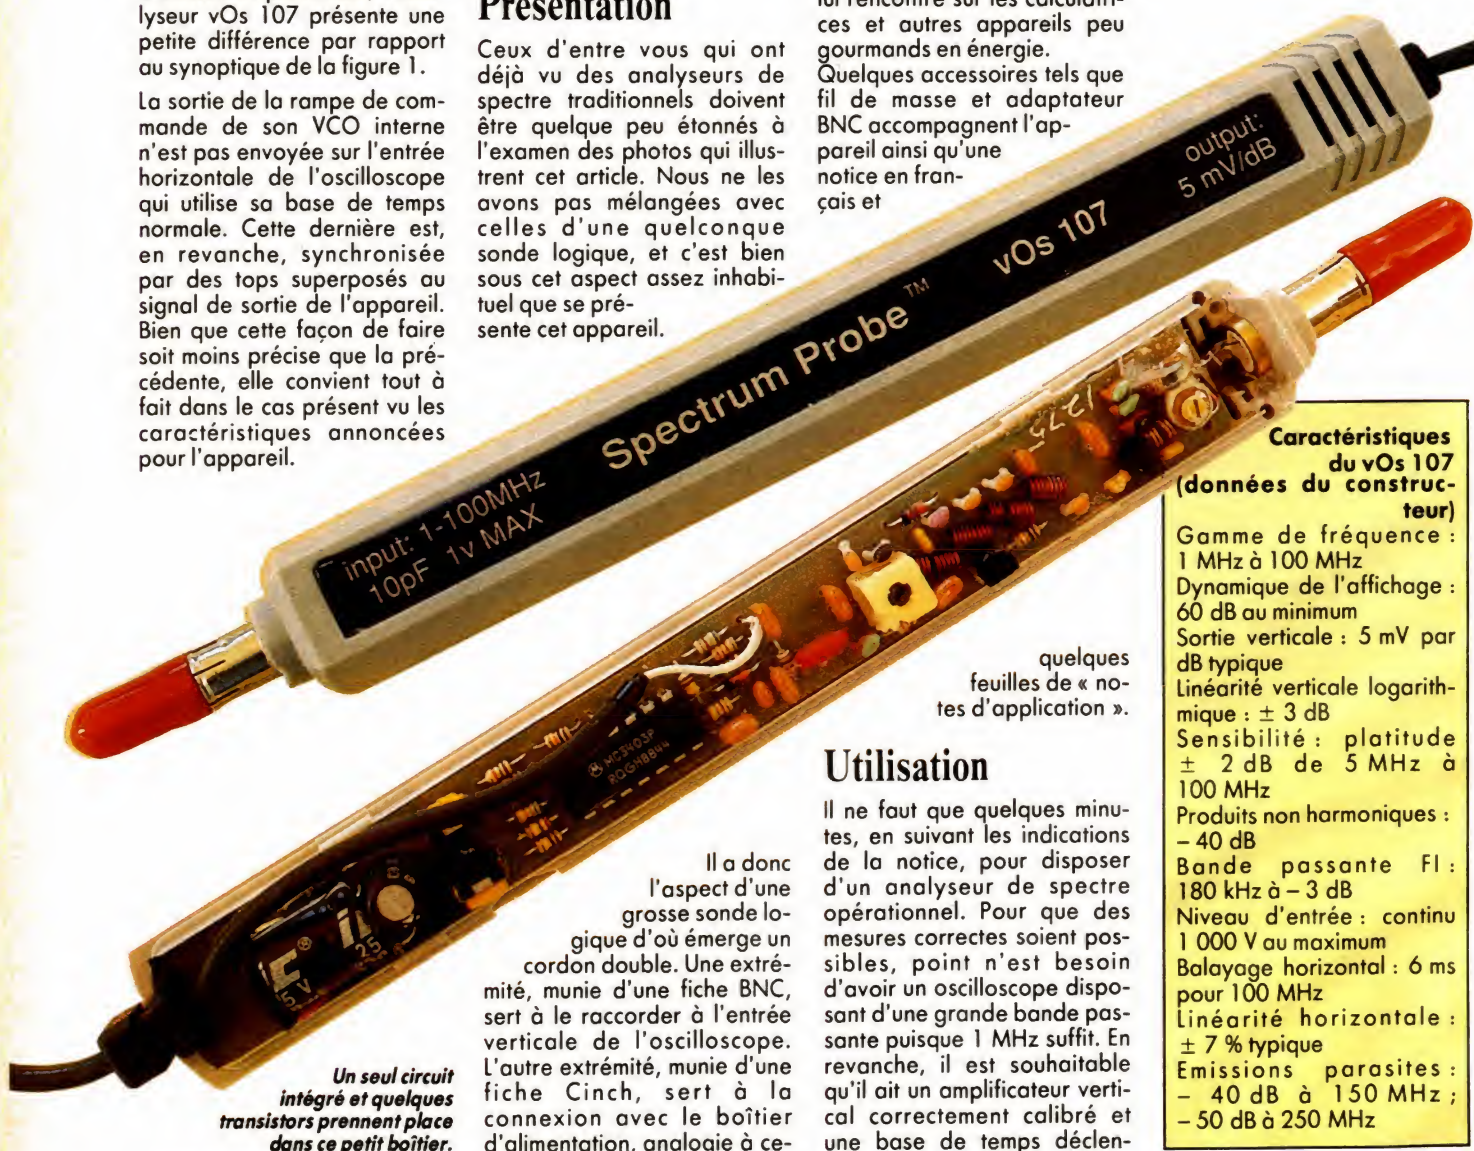 lyseur vOs 107 présente une
petite différence par rapport
au synoptique de la figure 1.
La sortie de la rampe de com-
mande de son VCO interne
n'est pas envoyée sur l'entrée
horizontale de l'oscilloscope
qui utilise sa base de temps
normale. Cette dernière est,
en revanche, synchronisée
par des tops superposés au
signal de sortie de l'appareil.
Bien que cette façon de faire
soit moins précise que la pré-
cédente, elle convient tout à
fait dans le cas présent vu les
caractéristiques annoncées
pour l'appareil.
Présentation
Ceux d'entre vous qui ont
déjà vu des analyseurs de
spectre traditionnels doivent
être quelque peu étonnés à
l'examen des photos qui illus-
trent cet article. Nous ne les
avons pas mélangées avec
celles d'une quelconque
sonde logique, et c'est bien
sous cet aspect assez inhabi-
tuel que se pré-
sente cet appareil.
Il a donc
l'aspect d'une
grosse sonde lo-
gique d'où émerge un
cordon double. Une extré-
mité, munie d'une fiche BNC,
sert à le raccorder à l'entrée
verticale de l'oscilloscope.
L'autre extrémité, munie d'une
fiche Cinch, sert à la
connexion avec le boîtier
d'alimentation, analogie à ce-
lui rencontré sur les calculatri-
ces et autres appareils peu
gourmands en énergie.
Quelques accessoires tels que
fil de masse et adaptateur
BNC accompagnent l'ap-
pareil ainsi qu'une
notice en fran-
çais et
quelques
feuilles de « no-
tes d'application ».
Utilisation
Il ne faut que quelques minu-
tes, en suivant les indications
de la notice, pour disposer
d'un analyseur de spectre
opérationnel. Pour que des
mesures correctes soient pos-
sibles, point n'est besoin
d'avoir un oscilloscope dispo-
sant d'une grande bande pas-
sante puisque 1 MHz suffit. En
revanche, il est souhaitable
qu'il ait un amplificateur verti-
cal correctement calibré et
une base de temps déclen-
input: 1-100MHz
10pF 1v MAX
Spectrum Probe™
vOs 107
output:
5 mV/dB
1275
MC3403P
RQGH8844
25
5 V
Un seul circuit
intégré et quelques
transistors prennent place
dans ce petit boîtier.
Caractéristiques
du vOs 107
(données du construc-
teur)
Gamme de fréquence :
1 MHz à 100 MHz
Dynamique de l'affichage :
60 dB au minimum
Sortie verticale : 5 mV par
dB typique
Linéarité verticale logarith-
mique : ± 3 dB
Sensibilité : platitude
± 2 dB de 5 MHz à
100 MHz
Produits non harmoniques :
– 40 dB
Bande passante FI :
180 kHz à – 3 dB
Niveau d'entrée : continu
1 000 V au maximum
Balayage horizontal : 6 ms
pour 100 MHz
Linéarité horizontale :
± 7 % typique
Emissions parasites :
– 40 dB à 150 MHz ;
– 50 dB à 250 MHz